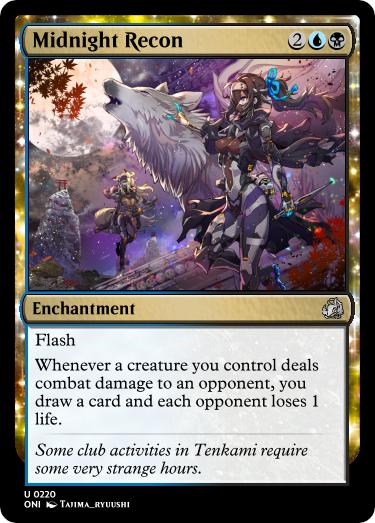 Midnight Recon 2
Enchantment
Flash
Whenever a creature you control deals
combat damage to an opponent, you
draw a card and each opponent loses 1
life.
Some club activities in Tenkami require
some very strange hours.
U 0220
ONI Tajima_ryuushi